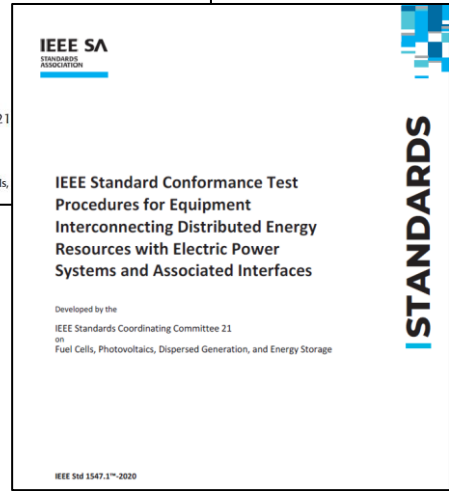 IEEE SA
STANDARDS
ASSOCIATION
STANDARDS
21
IEEE Standard Conformance Test
Procedures for Equipment
Interconnecting Distributed Energy
Resources with Electric Power
Systems and Associated Interfaces
Developed by the
IEEE Standards Coordinating Committee 21
on
Fuel Cells, Photovoltaics, Dispersed Generation, and Energy Storage
IEEE Std 1547.1™-2020